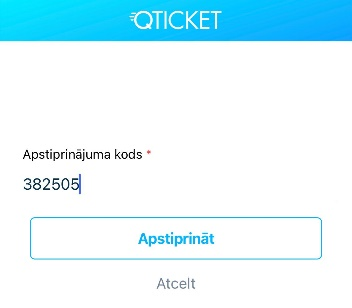 QTICKET
Apstiprinājuma kods *
382505
Apstiprināt
Atcelt